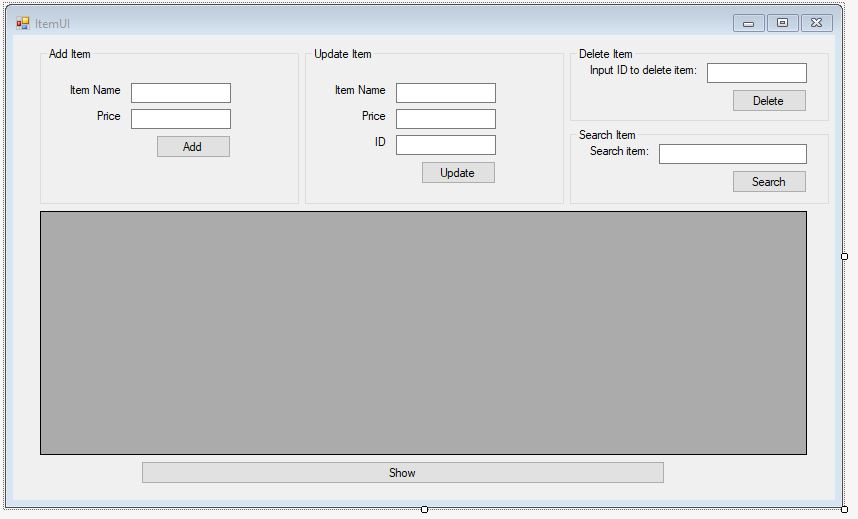 ItemUI
Add Item
Item Name
Price
Add
Update Item
Item Name
Price
ID
Update
Delete Item
Input ID to delete item:
Delete
Search Item
Search item:
Search
Show